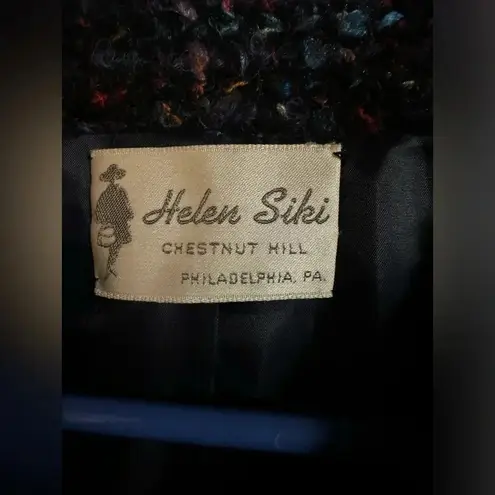 Helen Siki
CHESTNUT HILL
PHILADELPHIA, PA.